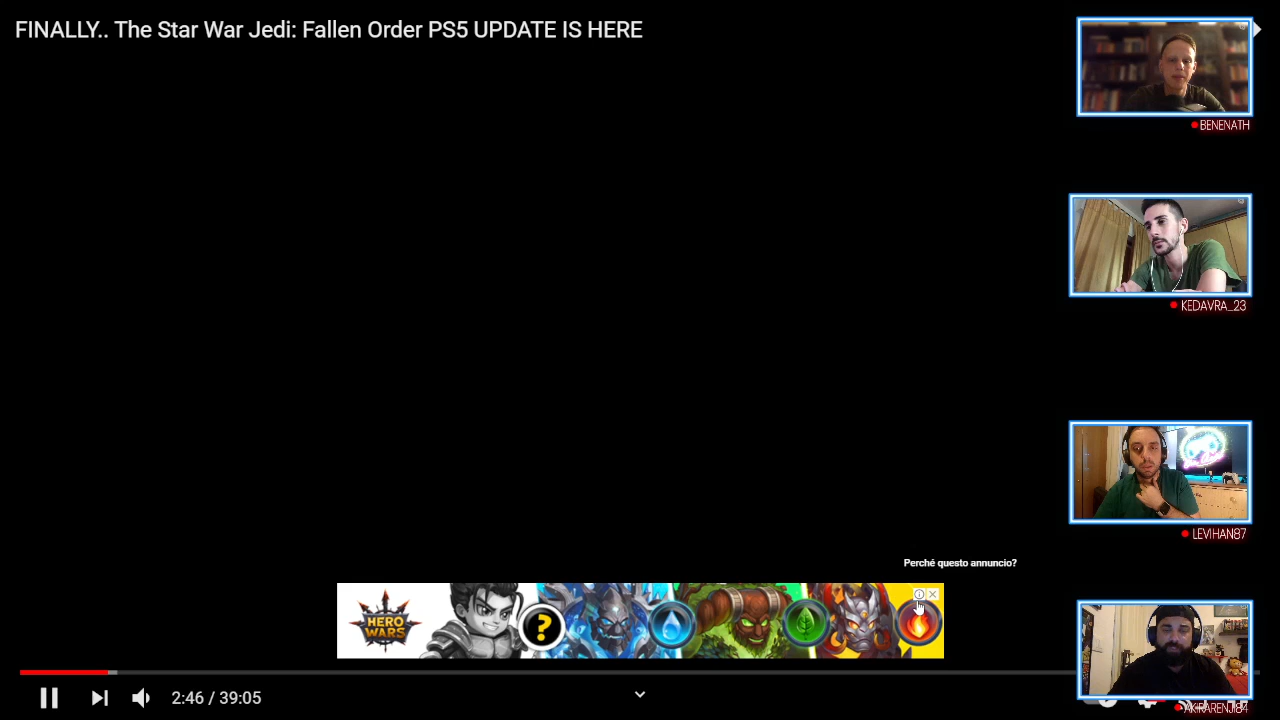 FINALLY.. The Star War Jedi: Fallen Order PS5 UPDATE IS HERE
BENENATH
KEDAVRA_23
LEVIHAN87
Perché questo annuncio?
HERO
WARS
?
2:46 / 39:05
AKIRARENJI84